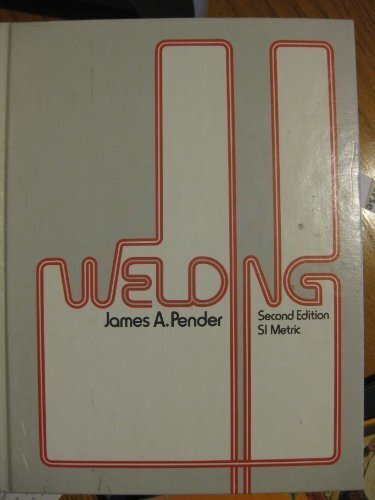 WELDING
James A. Pender
Second Edition
SI Metric